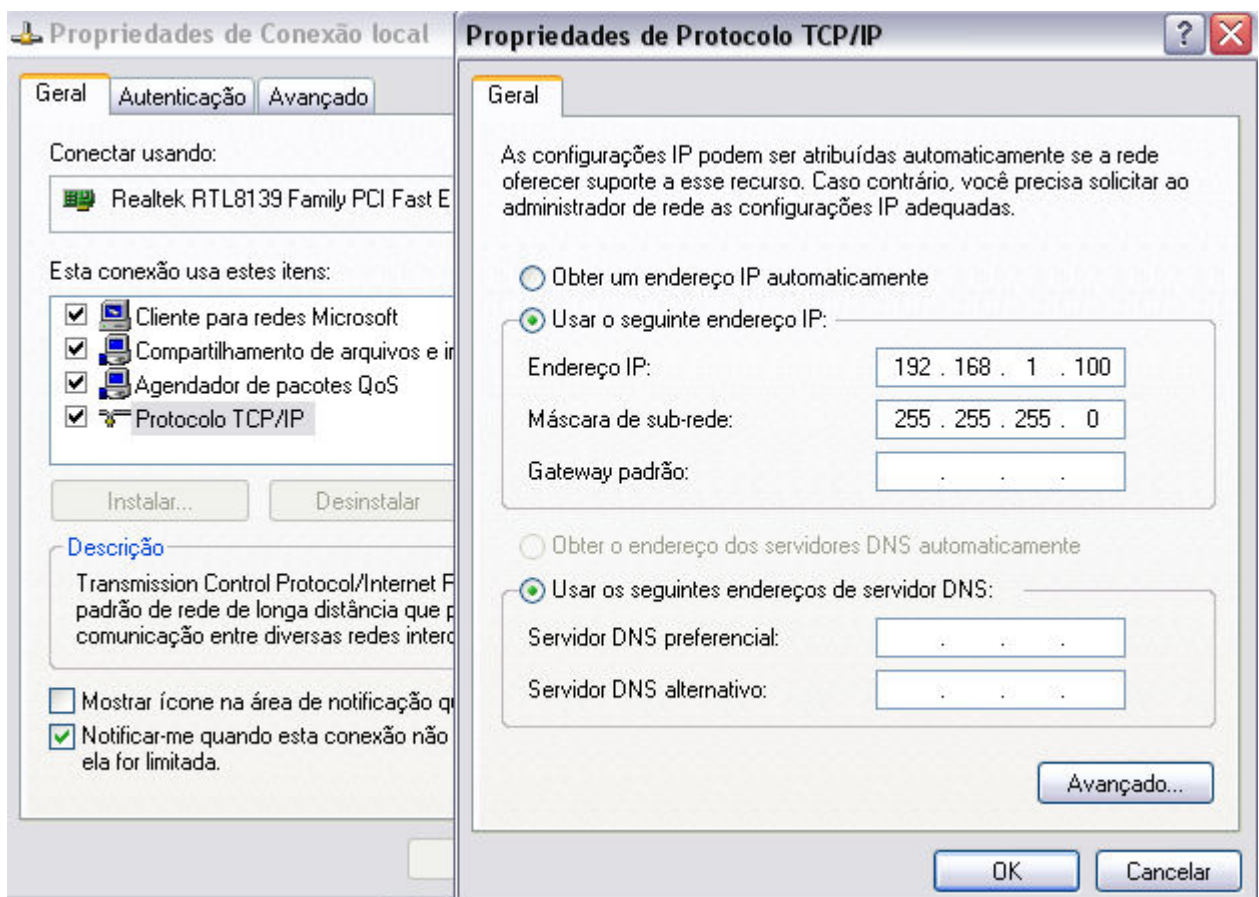 Propriedades de Conexão local
Geral
Autenticação
Avançado
Conectar usando:
Realtek RTL8139 Family PCI Fast E
Esta conexão usa estes itens:
Cliente para redes Microsoft
Compartilhamento de arquivos e ir
Agendador de pacotes QoS
Protocolo TCP/IP
Instalar...
Desinstalar
Descrição
Transmission Control Protocol/Internet P
padrão de rede de longa distância que p
comunicação entre diversas redes interc
Mostrar ícone na área de notificação qu
Notificar-me quando esta conexão não
ela for limitada.
Propriedades de Protocolo TCP/IP
Geral
As configurações IP podem ser atribuídas automaticamente se a rede
oferecer suporte a esse recurso. Caso contrário, você precisa solicitar ao
administrador de rede as configurações IP adequadas.
Obter um endereço IP automaticamente
Usar o seguinte endereço IP:
Endereço IP: 192 . 168 . 1 . 100
Máscara de sub-rede: 255 . 255 . 255 . 0
Gateway padrão: . . .
Obter o endereço dos servidores DNS automaticamente
Usar os seguintes endereços de servidor DNS:
Servidor DNS preferencial: . . .
Servidor DNS alternativo: . . .
Avançado...
OK
Cancelar